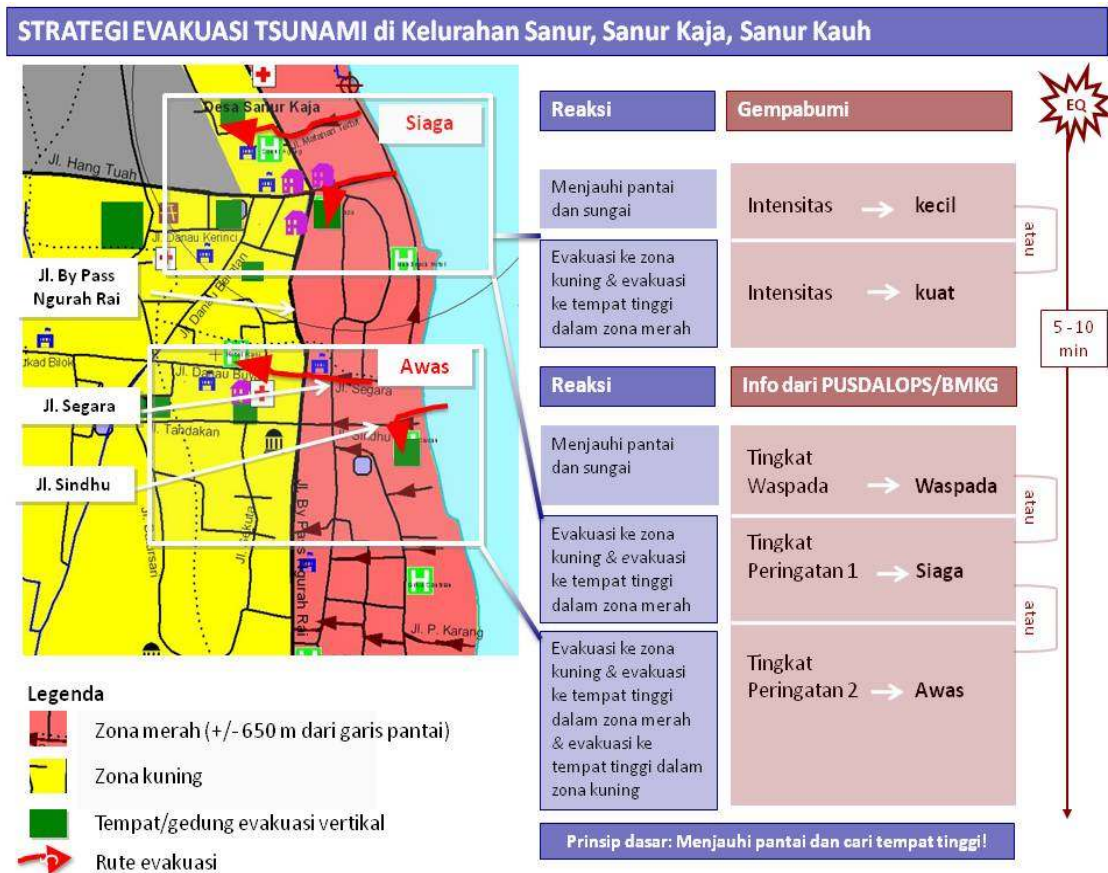 STRATEGI EVAKUASI TSUNAMI di Kelurahan Sanur, Sanur Kaja, Sanur Kauh
Desa Sanur Kaja
Siaga
Jl. Hang Tuah
Jl. Danau Kerinci
Jl. By Pass
Ngurah Rai
Awas
Jl. Segara
Jl. Segara
Jl. Sindhu
Jl. By Pass Ngurah Rai
Jl. P. Karang
Legenda
Zona merah (+/- 650 m dari garis pantai)
Zona kuning
Tempat/gedung evakuasi vertikal
Rute evakuasi
Reaksi
Gempabumi
EQ
Menjauhi pantai
dan sungai
Intensitas
kecil
atau
Evakuasi ke zona
kuning & evakuasi
ke tempat tinggi
dalam zona merah
Intensitas
kuat
5 - 10
min
Reaksi
Info dari PUSDALOPS/BMKG
Menjauhi pantai
dan sungai
Tingkat
Waspada
Waspada
atau
Evakuasi ke zona
kuning & evakuasi
ke tempat tinggi
dalam zona merah
Tingkat
Peringatan 1
Siaga
atau
Evakuasi ke zona
kuning & evakuasi
ke tempat tinggi
dalam zona merah
& evakuasi ke
tempat tinggi dalam
zona kuning
Tingkat
Peringatan 2
Awas
Prinsip dasar: Menjauhi pantai dan cari tempat tinggi!